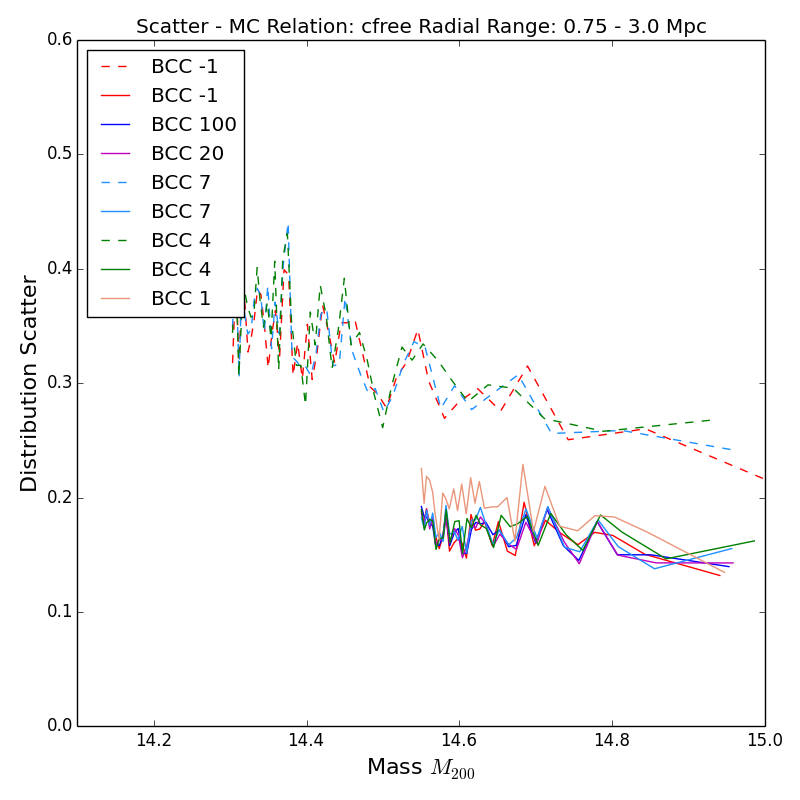 Scatter - MC Relation: cfree Radial Range: 0.75 - 3.0 Mpc
0.6
0.5
0.4
0.3
0.2
0.1
0.0
BCC -1
BCC -1
BCC 100
BCC 20
BCC 7
BCC 7
BCC 4
BCC 4
BCC 1
Distribution Scatter
14.2 14.4 14.6 14.8 15.0
Mass M200